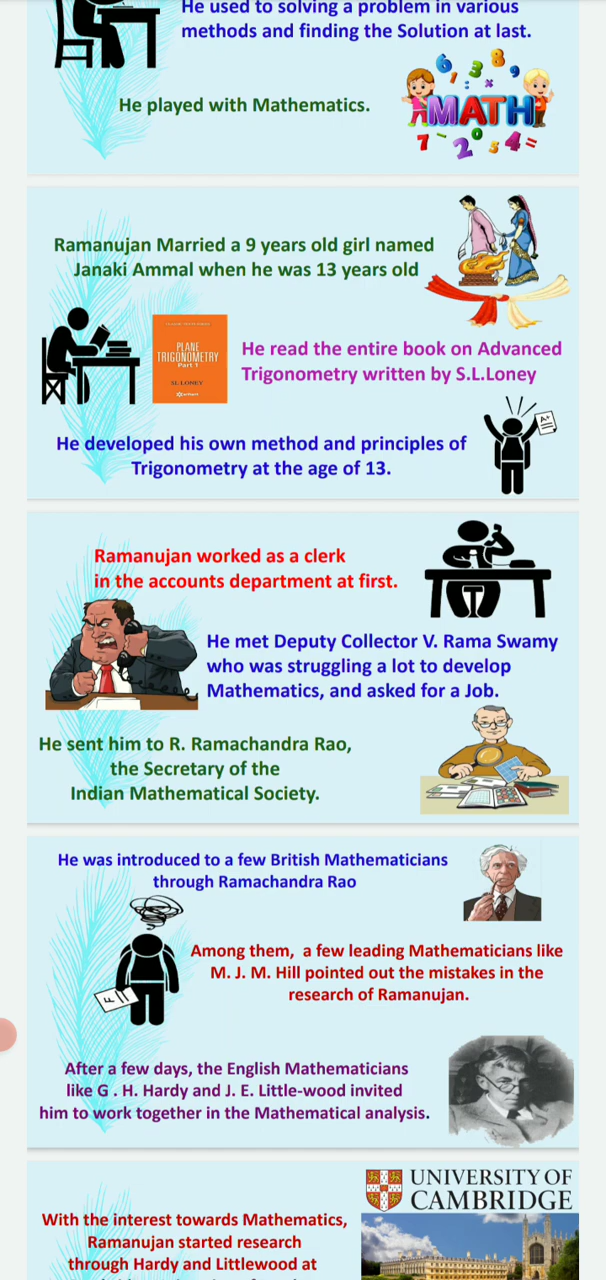 He used to solving a problem in various
methods and finding the Solution at last.
He played with Mathematics.
MATH
Ramanujan Married a 9 years old girl named
Janaki Ammal when he was 13 years old
PLANE
TRIGONOMETRY
Part 1
S.L. LONEY
He read the entire book on Advanced
Trigonometry written by S.L.Loney
A+
He developed his own method and principles of
Trigonometry at the age of 13.
Ramanujan worked as a clerk
in the accounts department at first.
He met Deputy Collector V. Rama Swamy
who was struggling a lot to develop
Mathematics, and asked for a Job.
He sent him to R. Ramachandra Rao,
the Secretary of the
Indian Mathematical Society.
He was introduced to a few British Mathematicians
through Ramachandra Rao
Among them, a few leading Mathematicians like
M. J. M. Hill pointed out the mistakes in the
research of Ramanujan.
F
After a few days, the English Mathematicians
like G . H. Hardy and J. E. Little-wood invited
him to work together in the Mathematical analysis.
UNIVERSITY OF
CAMBRIDGE
With the interest towards Mathematics,
Ramanujan started research
through Hardy and Littlewood at